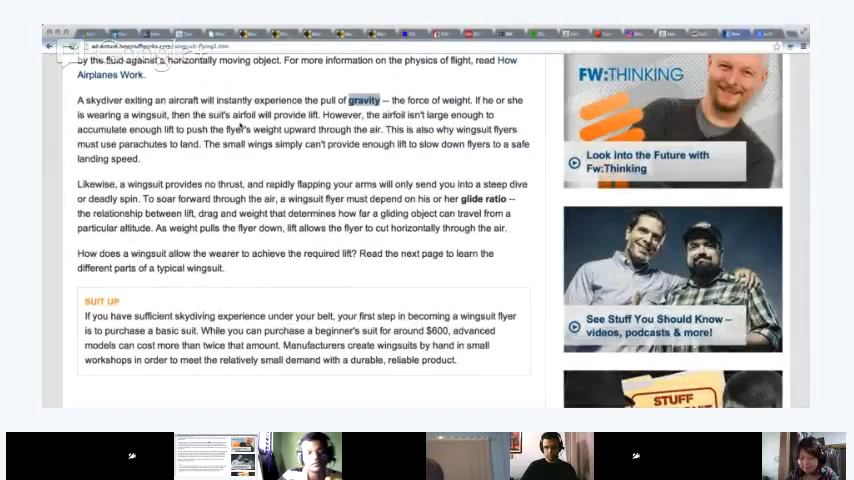 adventure.howstuffworks.com/wingsuit-flying1.htm
by the fluid against a horizontally moving object. For more information on the physics of flight, read How
Airplanes Work.
A skydiver exiting an aircraft will instantly experience the pull of gravity -- the force of weight. If he or she
is wearing a wingsuit, then the suit's airfoil will provide lift. However, the airfoil isn't large enough to
accumulate enough lift to push the flyer's weight upward through the air. This is also why wingsuit flyers
must use parachutes to land. The small wings simply can't provide enough lift to slow down flyers to a safe
landing speed.
Likewise, a wingsuit provides no thrust, and rapidly flapping your arms will only send you into a steep dive
or deadly spin. To soar forward through the air, a wingsuit flyer must depend on his or her glide ratio --
the relationship between lift, drag and weight that determines how far a gliding object can travel from a
particular altitude. As weight pulls the flyer down, lift allows the flyer to cut horizontally through the air.
How does a wingsuit allow the wearer to achieve the required lift? Read the next page to learn the
different parts of a typical wingsuit.
SUIT UP
If you have sufficient skydiving experience under your belt, your first step in becoming a wingsuit flyer
is to purchase a basic suit. While you can purchase a beginner's suit for around $600, advanced
models can cost more than twice that amount. Manufacturers create wingsuits by hand in small
workshops in order to meet the relatively small demand with a durable, reliable product.
FW:THINKING
Look into the Future with
Fw:Thinking
See Stuff You Should Know --
videos, podcasts & more!
STUFF